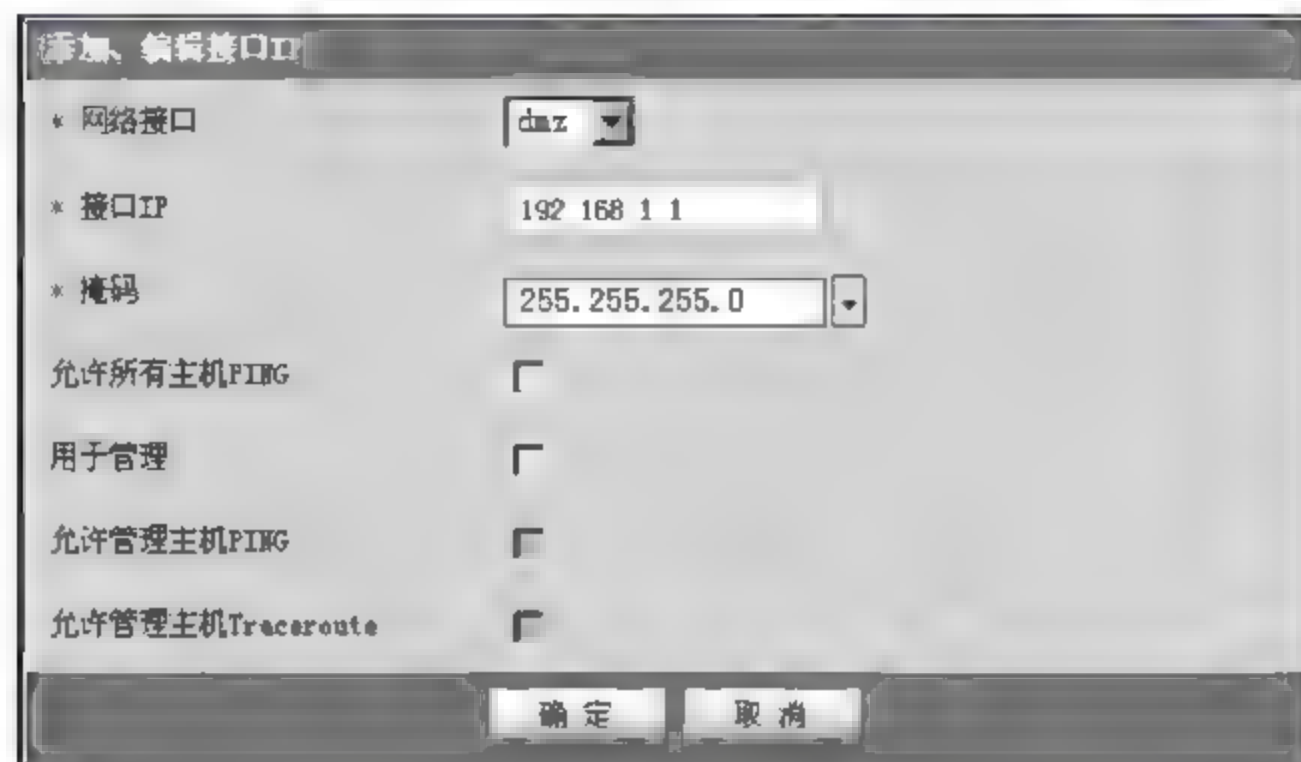 添加、编辑接口IP
* 网络接口 dmz
* 接口IP 192 168 1 1
* 掩码 255.255.255.0
允许所有主机PING
用于管理
允许管理主机PING
允许管理主机Traceroute
确定 取消